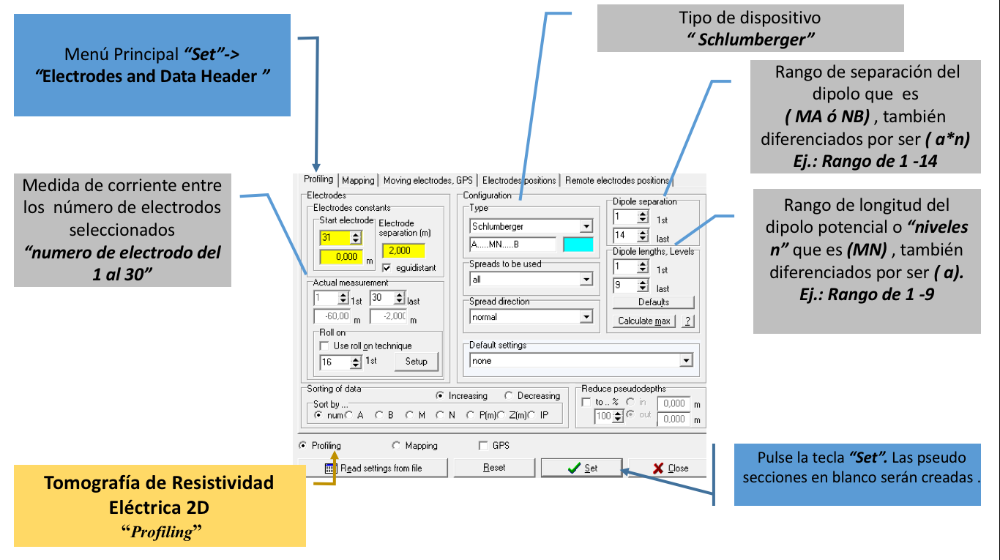 Menú Principal “Set”->
“Electrodes and Data Header ”
Tipo de dispositivo
“ Schlumberger”
Rango de separación del
dipolo que es
( MA ó NB) , también
diferenciados por ser ( a*n)
Ej.: Rango de 1 -14
Medida de corriente entre
los número de electrodos
seleccionados
“numero de electrodo del
1 al 30”
Rango de longitud del
dipolo potencial o “niveles
n” que es (MN) , también
diferenciados por ser ( a).
Ej.: Rango de 1 -9
Profiling Mapping Moving electrodes, GPS Electrodes positions Remote electrodes positions
Electrodes
Electrodes constants
Start electrode
31
0,000 m
Electrode
separation (m)
2,000
equidistant
Actual measurement
1 1st 30 last
-60,00 m -2,000 m
Roll on
Use roll on technique
16 1st Setup
Configuration
Type
Schlumberger
A....MN....B
Spreads to be used
all
Spread direction
normal
Dipole separation
1 1st
14 last
Dipole lengths, Levels
1 1st
9 last
Defaults
Calculate max ?
Default settings
none
Sorting of data
Increasing Decreasing
Sort by ...
num A B M N P(m) Z(m) IP
Reduce pseudodepths
to .. % in 0,000 m
100 out 0,000 m
Profiling Mapping GPS
Read settings from file Reset Set Close
Tomografía de Resistividad
Eléctrica 2D
“Profiling”
Pulse la tecla “Set”. Las pseudo
secciones en blanco serán creadas .